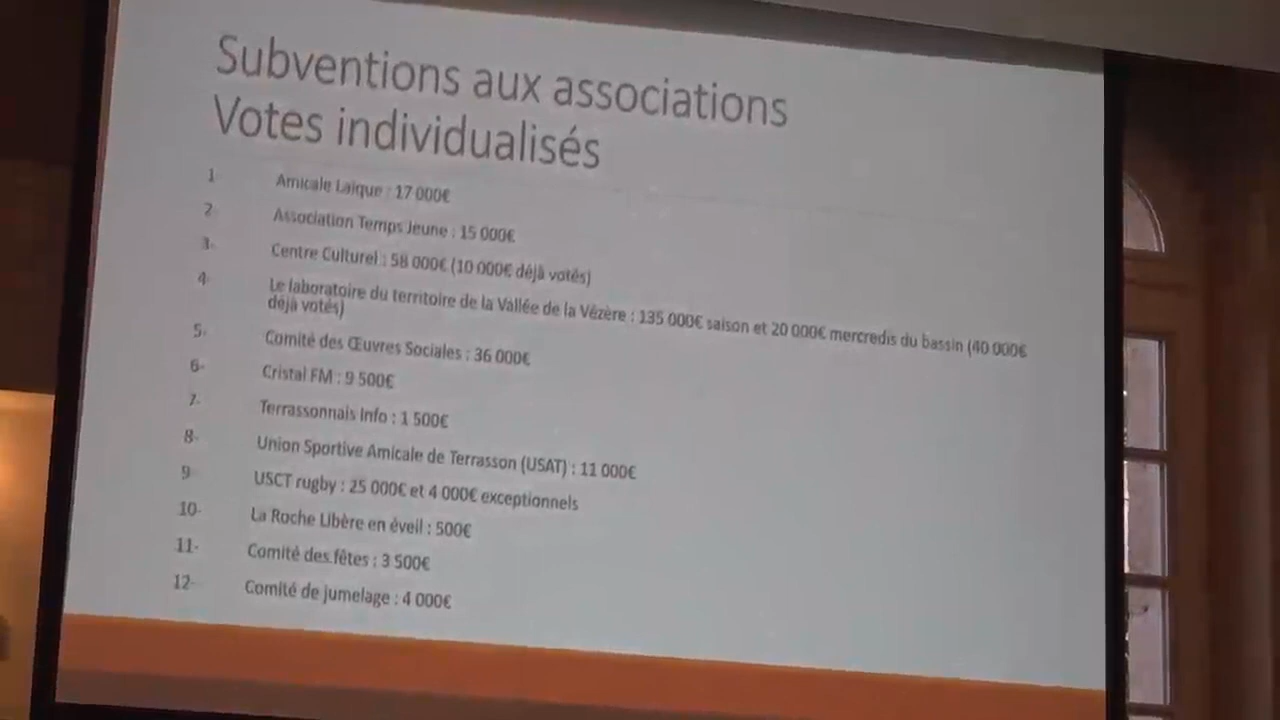 Subventions aux associations
Votes individualisés
1 Amicale Laïque : 17 000€
2- Association Temps Jeune : 15 000€
3- Centre Culturel : 58 000€ (10 000€ déjà votés)
4- Le laboratoire du territoire de la Vallée de la Vézère : 135 000€ saison et 20 000€ mercredis du bassin (40 000€
déjà votés)
5- Comité des Œuvres Sociales : 36 000€
6- Cristal FM : 9 500€
7- Terrassonnais Info : 1 500€
8- Union Sportive Amicale de Terrasson (USAT) : 11 000€
9- USCT rugby : 25 000€ et 4 000€ exceptionnels
10- La Roche Libère en éveil : 500€
11- Comité des fêtes : 3 500€
12- Comité de jumelage : 4 000€